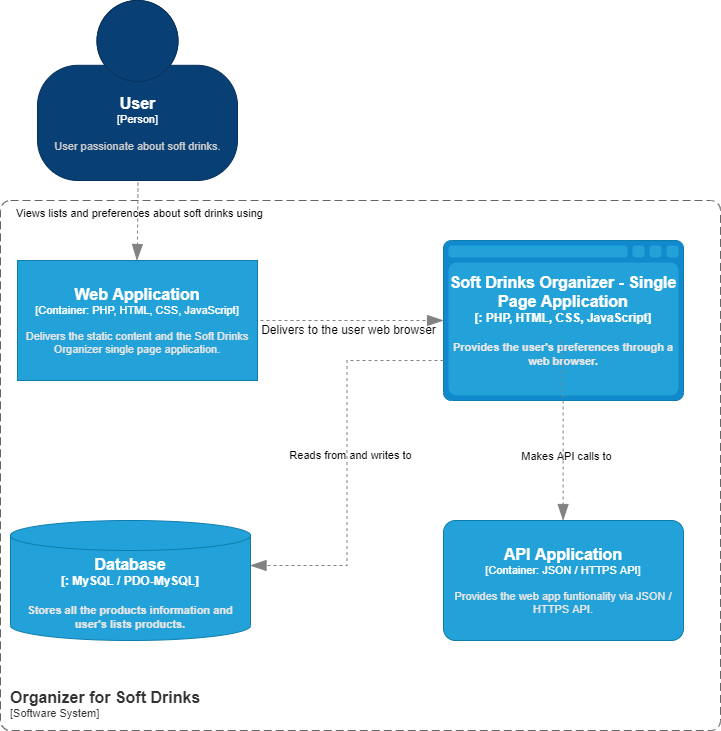 User
[Person]
User passionate about soft drinks.
Views lists and preferences about soft drinks using
Web Application
[Container: PHP, HTML, CSS, JavaScript]
Delivers the static content and the Soft Drinks
Organizer single page application.
Delivers to the user web browser
Soft Drinks Organizer - Single
Page Application
[: PHP, HTML, CSS, JavaScript]
Provides the user's preferences through a
web browser.
Reads from and writes to
Makes API calls to
Database
[: MySQL / PDO-MySQL]
Stores all the products information and
user's lists products.
API Application
[Container: JSON / HTTPS API]
Provides the web app funtionality via JSON /
HTTPS API.
Organizer for Soft Drinks
[Software System]